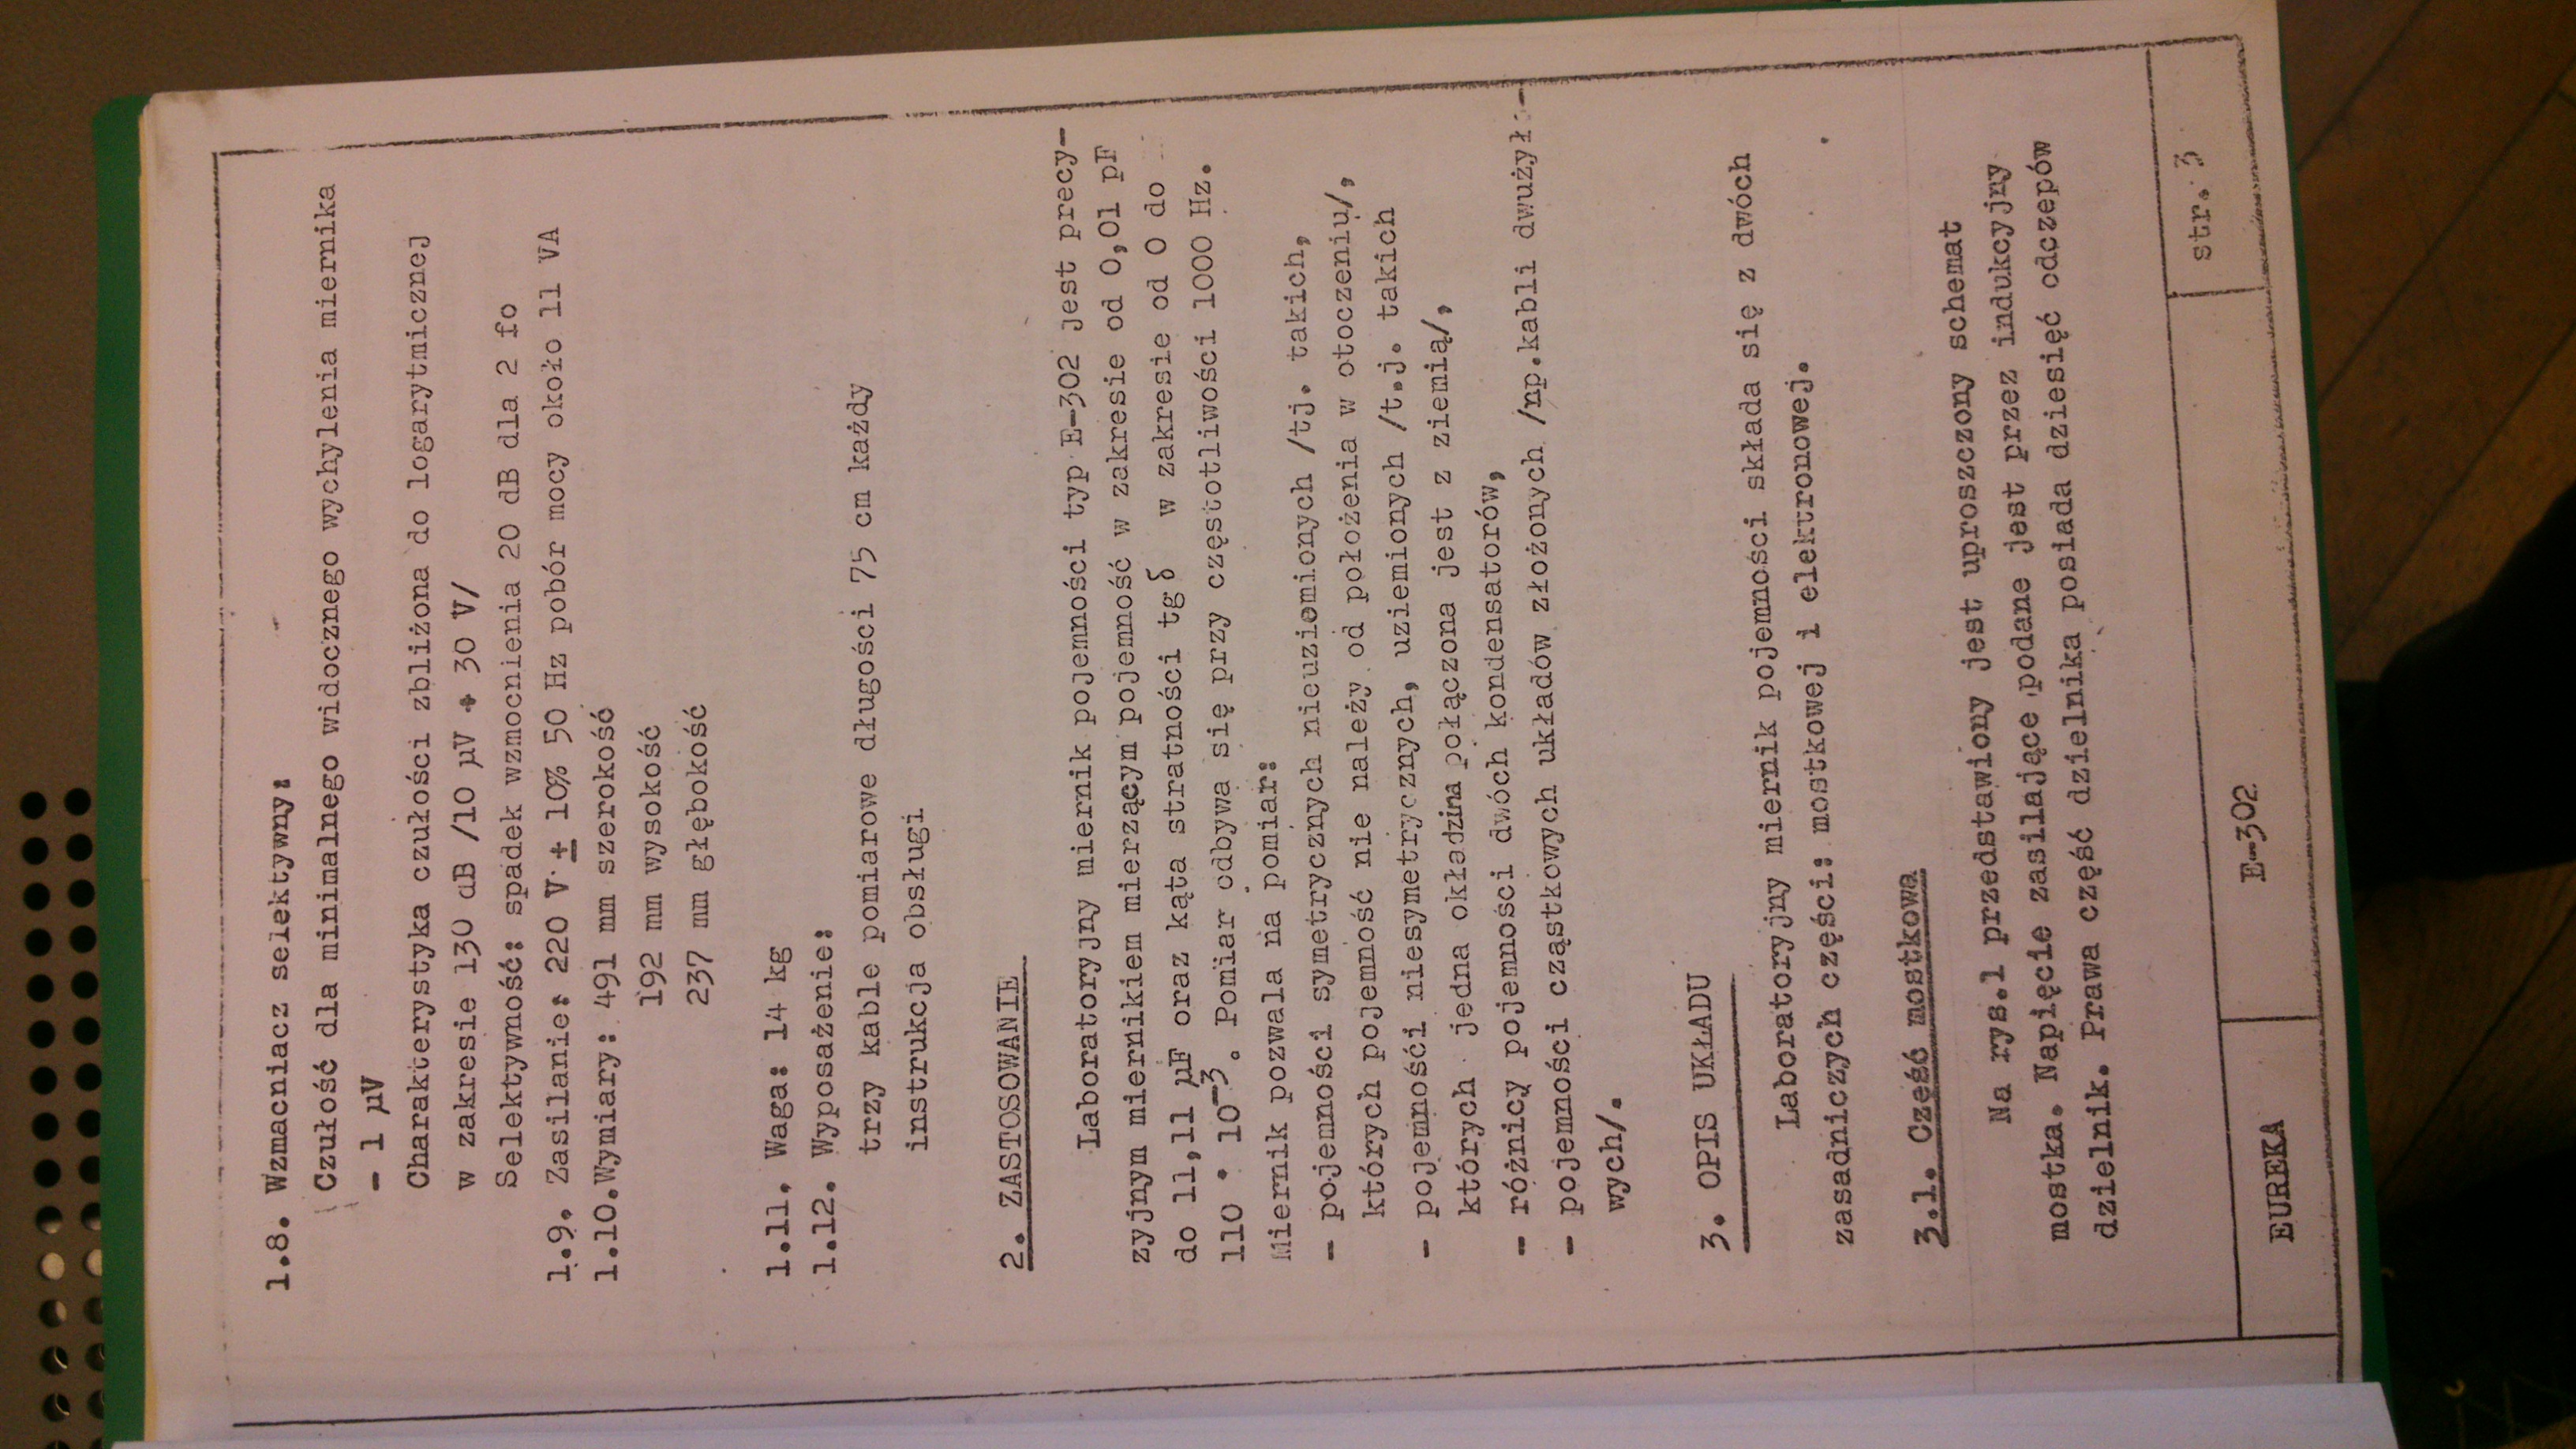 1.8. Wzmacniacz selektywny:
Czułość dla minimalnego widocznego wychylenia miernika
- 1 µV
Charakterystyka czułości zbliżona do logarytmicznej
w zakresie 130 dB /10 µV ÷ 30 V/
Selektywność: spadek wzmocnienia 20 dB dla 2 fo
1.9. Zasilanie: 220 V ± 10% 50 Hz pobór mocy około 11 VA
1.10.Wymiary: 491 mm szerokość
192 mm wysokość
237 mm głębokość
1.11. Waga: 14 kg
1.12. Wyposażenie:
trzy kable pomiarowe długości 75 cm każdy
instrukcja obsługi
2. ZASTOSOWANIE
Laboratoryjny miernik pojemności typ E-302 jest precy-
zyjnym miernikiem mierzącym pojemność w zakresie od 0,01 pF
do 11,11 µF oraz kąta stratności tg δ w zakresie od 0 do
110 · 10⁻³. Pomiar odbywa się przy częstotliwości 1000 Hz.
Miernik pozwala na pomiar:
- pojemności symetrycznych nieuziemionych /tj. takich,
których pojemność nie należy od położenia w otoczeniu/,
- pojemnośći niesymetrycznych, uziemionych /t.j. takich
których jedna okładzina połączona jest z ziemią/,
- różnicy pojemności dwóch kondensatorów,
- pojemności cząstkowych układów złożonych /np.kabli dwużyło-
wych/.
3. OPIS UKŁADU
Laboratoryjny miernik pojemności składa się z dwóch
zasadniczych części: mostkowej i elektronowej.
3.1. Część mostkowa
Na rys.1 przedstawiony jest uproszczony schemat
mostka. Napięcie zasilające podane jest przez indukcyjny
dzielnik. Prawa część dzielnika posiada dziesięć odczepów
EUREKA
E-302
str. 3